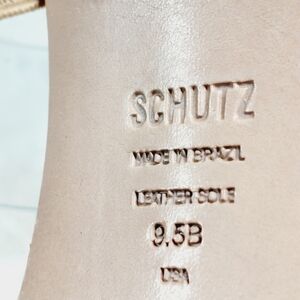 SCHUTZ
MADE IN BRAZIL
LEATHER SOLE
9.5B
USA